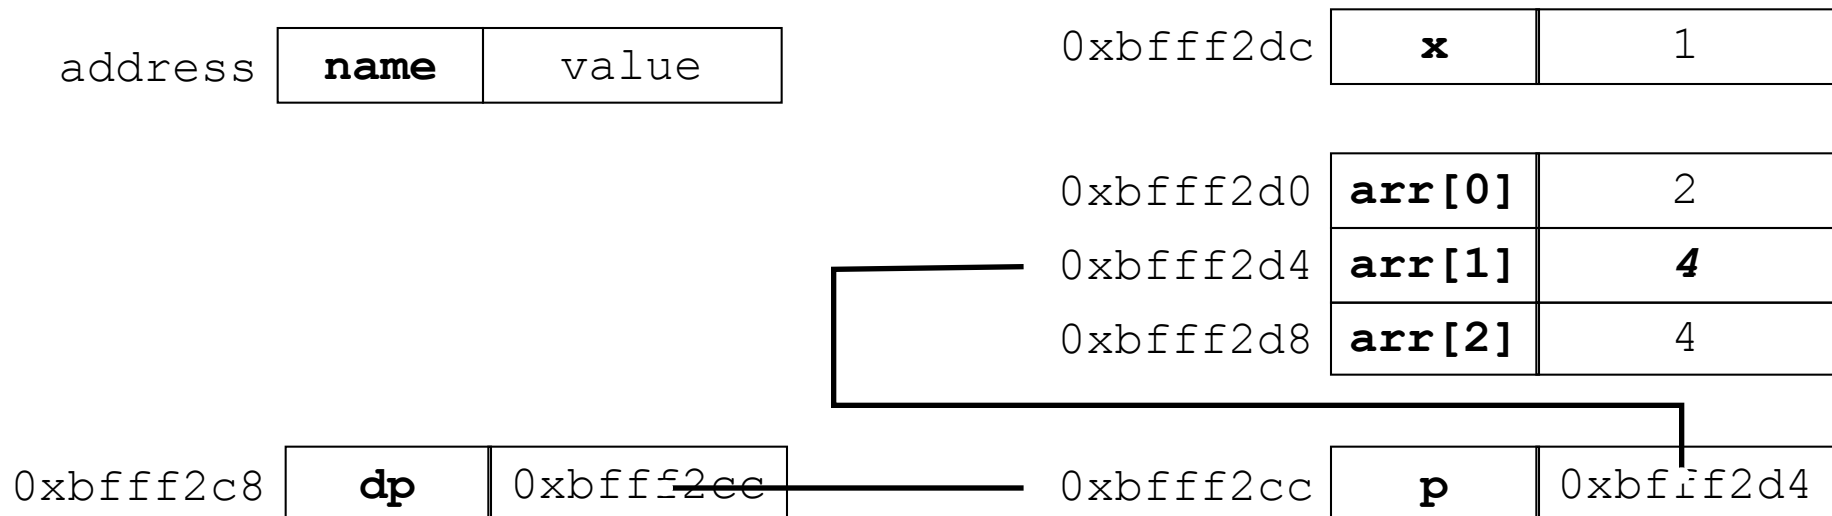 address name value
0xbfff2dc x 1
0xbfff2d0 arr[0] 2
0xbfff2d4 arr[1] 4
0xbfff2d8 arr[2] 4
0xbfff2c8 dp 0xbfff2cc
0xbfff2cc p 0xbfff2d4